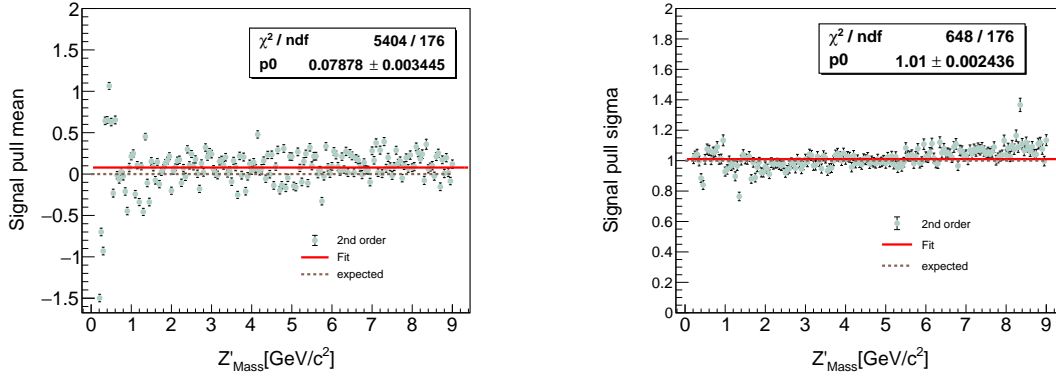 χ² / ndf 5404 / 176
p0 0.07878 ± 0.003445
Signal pull mean
2
1.5
1
0.5
0
−0.5
−1
−1.5
2nd order
Fit
expected
0 1 2 3 4 5 6 7 8 9
Z'Mass[GeV/c²]
χ² / ndf 648 / 176
p0 1.01 ± 0.002436
Signal pull sigma
2
1.8
1.6
1.4
1.2
1
0.8
0.6
0.4
0.2
0
2nd order
Fit
expected
0 1 2 3 4 5 6 7 8 9
Z'Mass[GeV/c²]